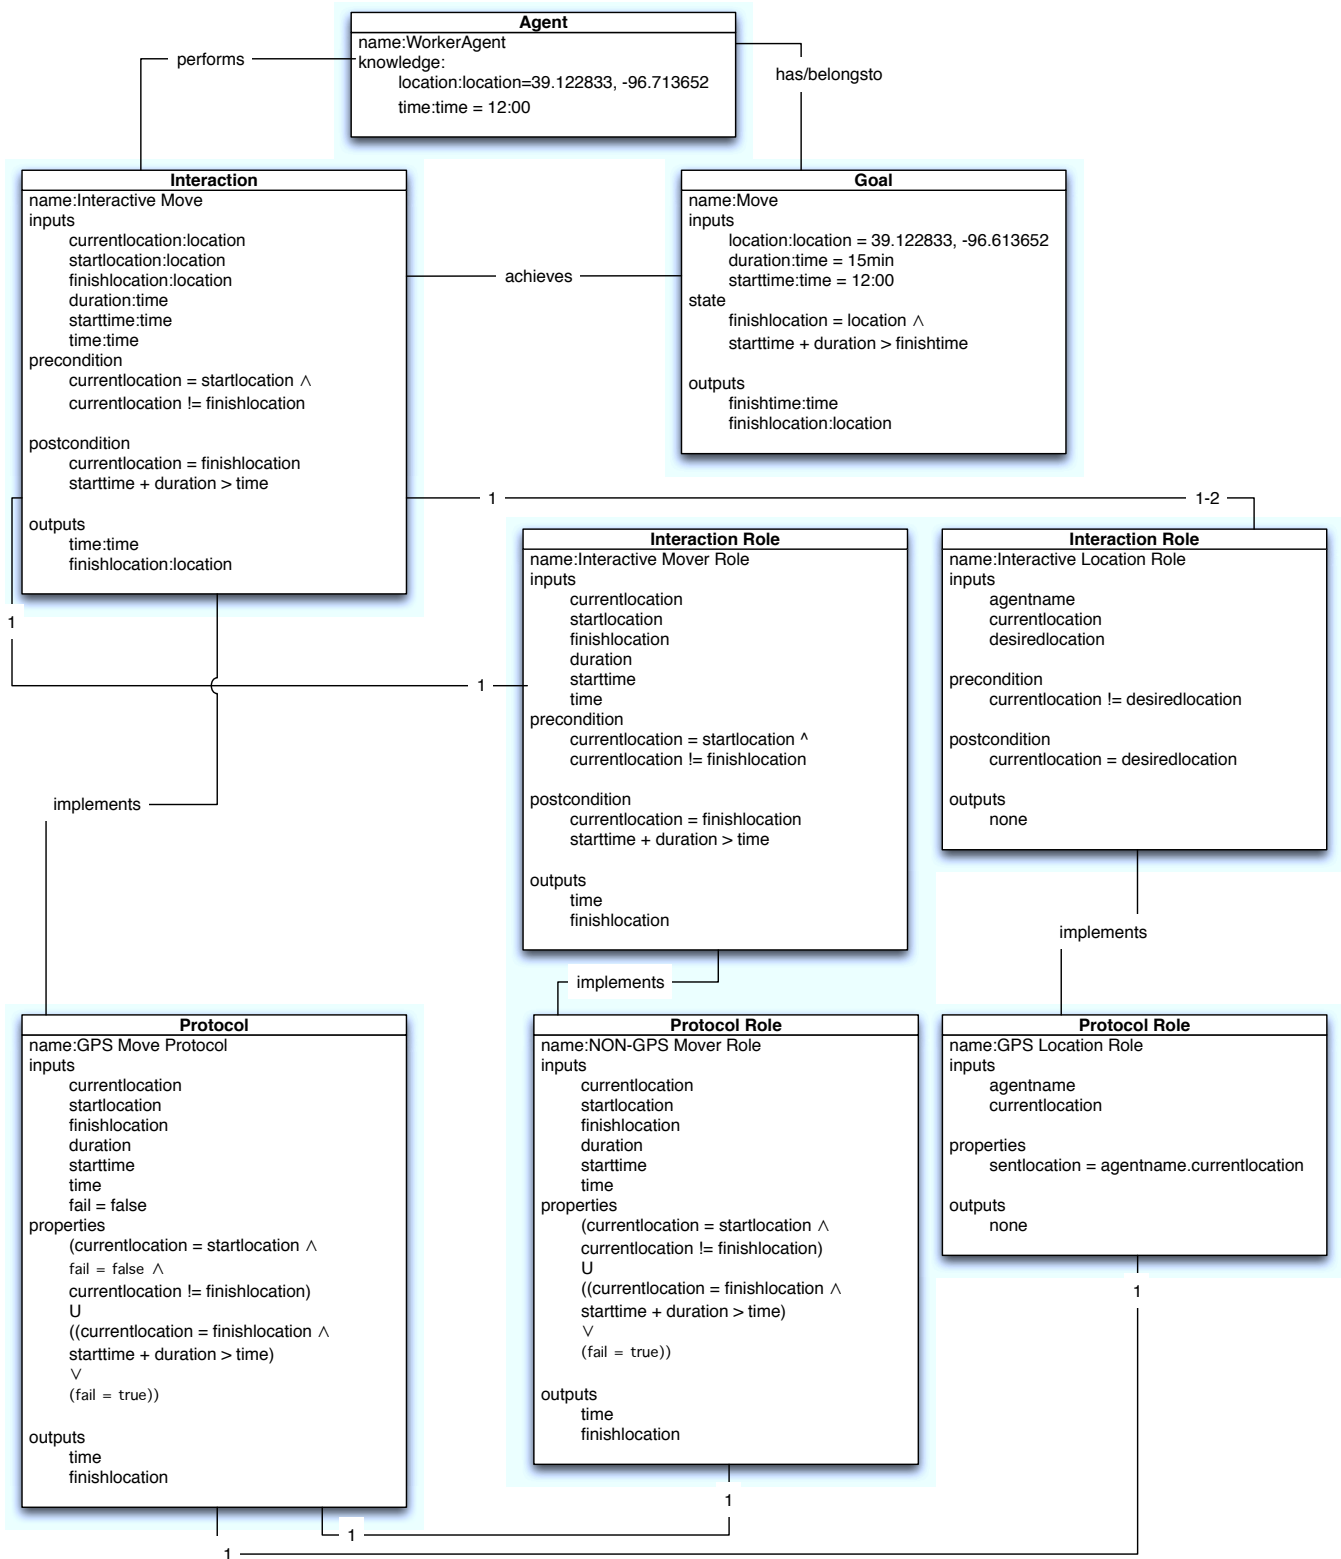 Agent
name:WorkerAgent
knowledge:
location:location=39.122833, -96.713652
time:time = 12:00
performs
has/belongsto
Interaction
name:Interactive Move
inputs
currentlocation:location
startlocation:location
finishlocation:location
duration:time
starttime:time
time:time
precondition
currentlocation = startlocation ∧
currentlocation != finishlocation
postcondition
currentlocation = finishlocation
starttime + duration > time
outputs
time:time
finishlocation:location
achieves
Goal
name:Move
inputs
location:location = 39.122833, -96.613652
duration:time = 15min
starttime:time = 12:00
state
finishlocation = location ∧
starttime + duration > finishtime
outputs
finishtime:time
finishlocation:location
1
1-2
1
1
Interaction Role
name:Interactive Mover Role
inputs
currentlocation
startlocation
finishlocation
duration
starttime
time
precondition
currentlocation = startlocation ^
currentlocation != finishlocation
postcondition
currentlocation = finishlocation
starttime + duration > time
outputs
time
finishlocation
Interaction Role
name:Interactive Location Role
inputs
agentname
currentlocation
desiredlocation
precondition
currentlocation != desiredlocation
postcondition
currentlocation = desiredlocation
outputs
none
implements
implements
implements
Protocol
name:GPS Move Protocol
inputs
currentlocation
startlocation
finishlocation
duration
starttime
time
fail = false
properties
(currentlocation = startlocation ∧
fail = false ∧
currentlocation != finishlocation)
U
((currentlocation = finishlocation ∧
starttime + duration > time)
∨
(fail = true))
outputs
time
finishlocation
Protocol Role
name:NON-GPS Mover Role
inputs
currentlocation
startlocation
finishlocation
duration
starttime
time
properties
(currentlocation = startlocation ∧
currentlocation != finishlocation)
U
((currentlocation = finishlocation ∧
starttime + duration > time)
∨
(fail = true))
outputs
time
finishlocation
Protocol Role
name:GPS Location Role
inputs
agentname
currentlocation
properties
sentlocation = agentname.currentlocation
outputs
none
1
1
1
1